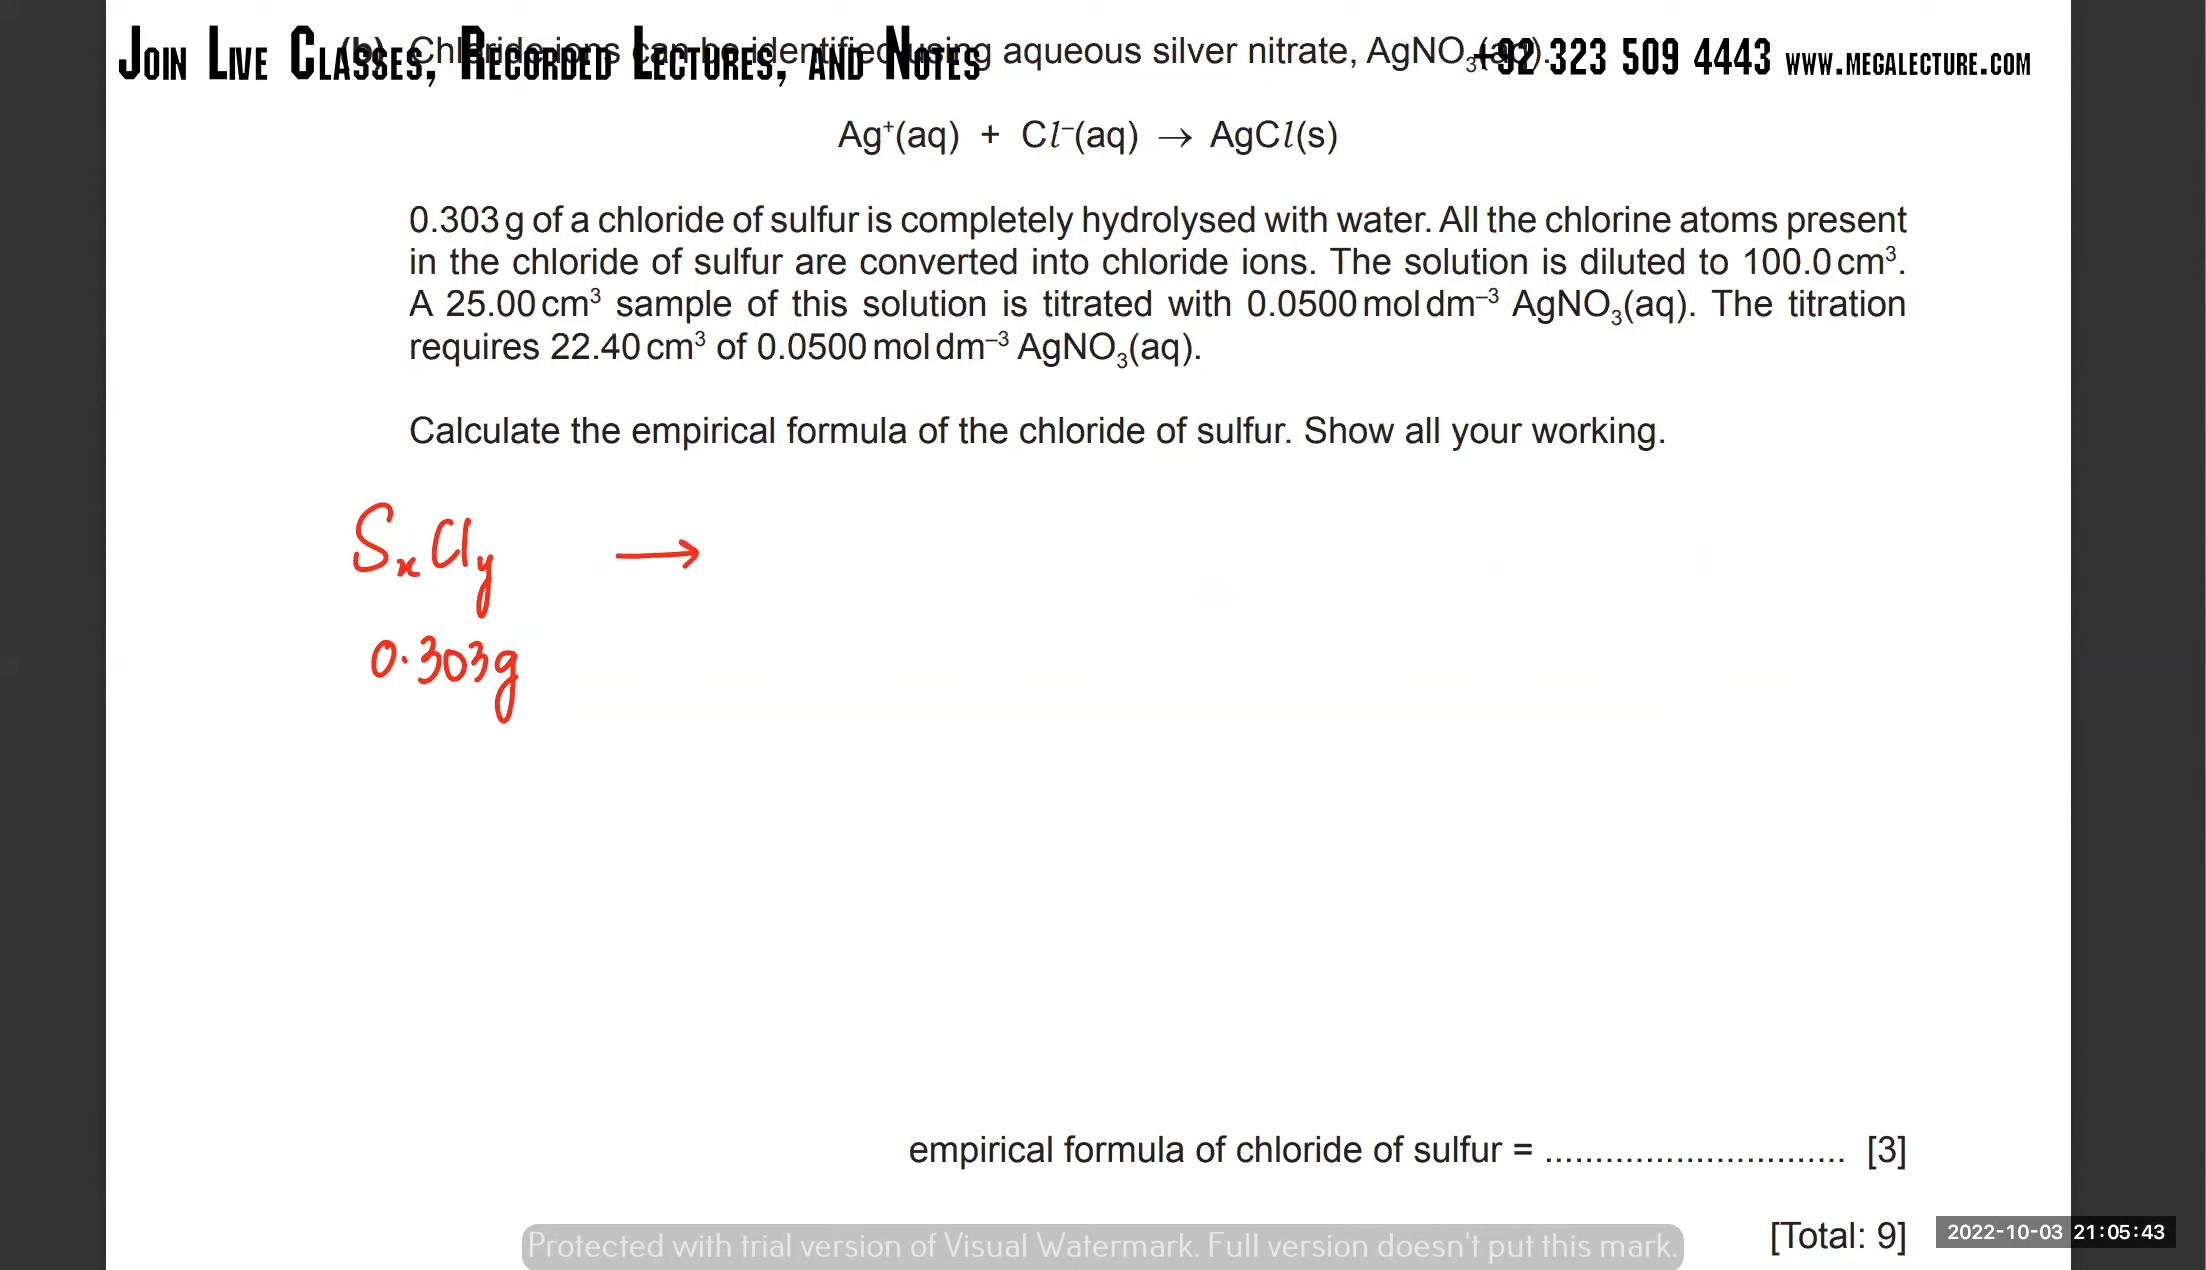 JOIN LIVE CLASSES, RECORDED LECTURES, AND NOTES +92 323 509 4443 WWW.MEGALECTURE.COM
(b) Chloride ions can be identified using aqueous silver nitrate, AgNO₃(aq).
Ag⁺(aq) + Cl⁻(aq) → AgCl(s)
0.303 g of a chloride of sulfur is completely hydrolysed with water. All the chlorine atoms present
in the chloride of sulfur are converted into chloride ions. The solution is diluted to 100.0 cm³.
A 25.00 cm³ sample of this solution is titrated with 0.0500 mol dm⁻³ AgNO₃(aq). The titration
requires 22.40 cm³ of 0.0500 mol dm⁻³ AgNO₃(aq).
Calculate the empirical formula of the chloride of sulfur. Show all your working.
SₓClᵧ →
0.303g
empirical formula of chloride of sulfur = .............................. [3]
[Total: 9]
2022-10-03 21:05:43
Protected with trial version of Visual Watermark. Full version doesn't put this mark.